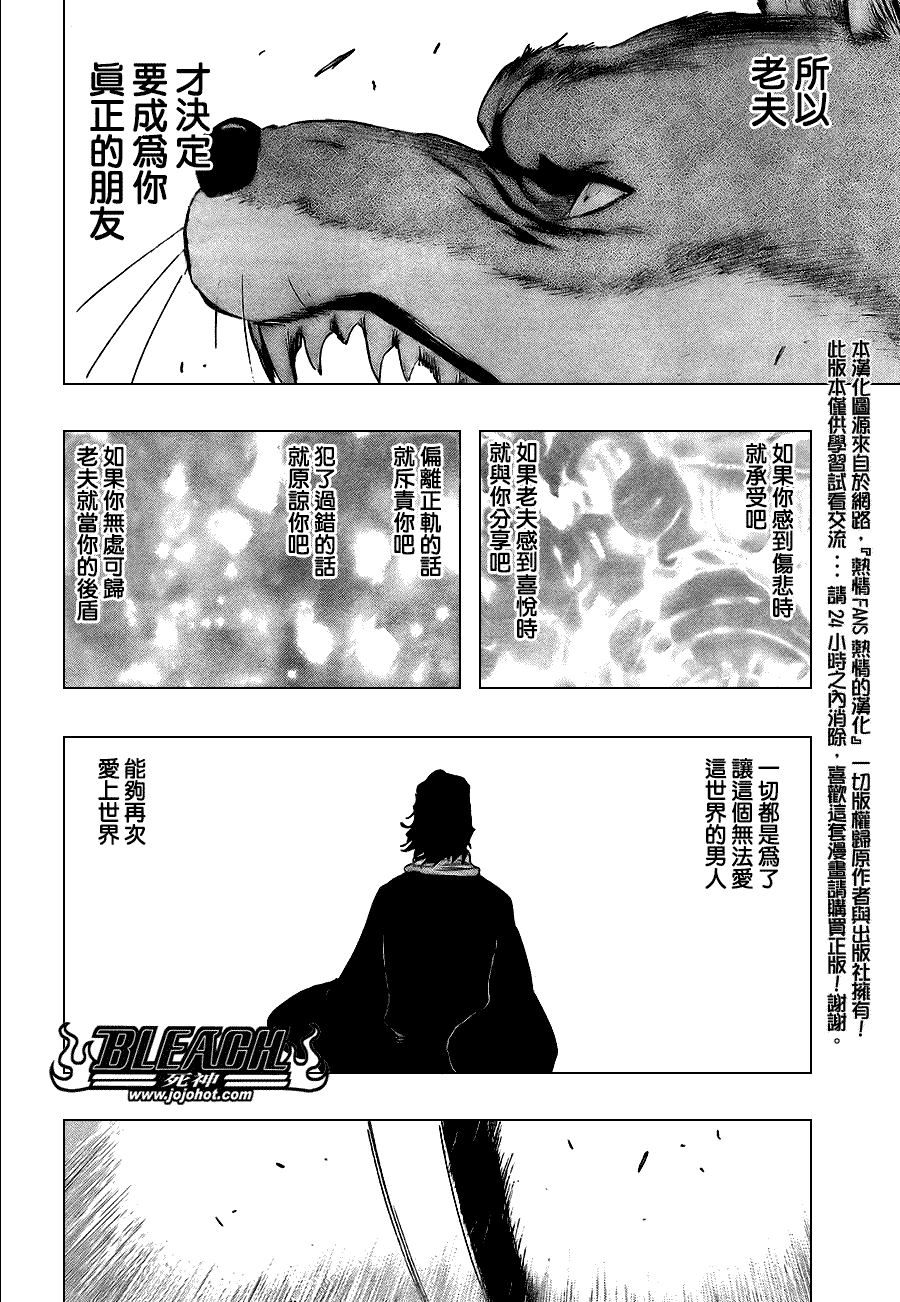 所以
老夫
才決定
要成爲你
眞正的朋友
如果你感到傷悲時
就承受吧
如果老夫感到喜悅時
就與你分享吧
偏離正軌的話
就斥責你吧
犯了過錯的話
就原諒你吧
如果你無處可歸
老夫就當你的後盾
一切都是爲了
讓這個無法愛
這世界的男人
能夠再次
愛上世界
本漢化圖源來自於網路，『熱情FANS 熱情的漢化』一切版權歸原作者與出版社擁有！
此版本僅供學習試看交流…請24小時之內消除，喜歡這套漫畫請購買正版！謝謝。
BLEACH
死神
www.jojohot.com